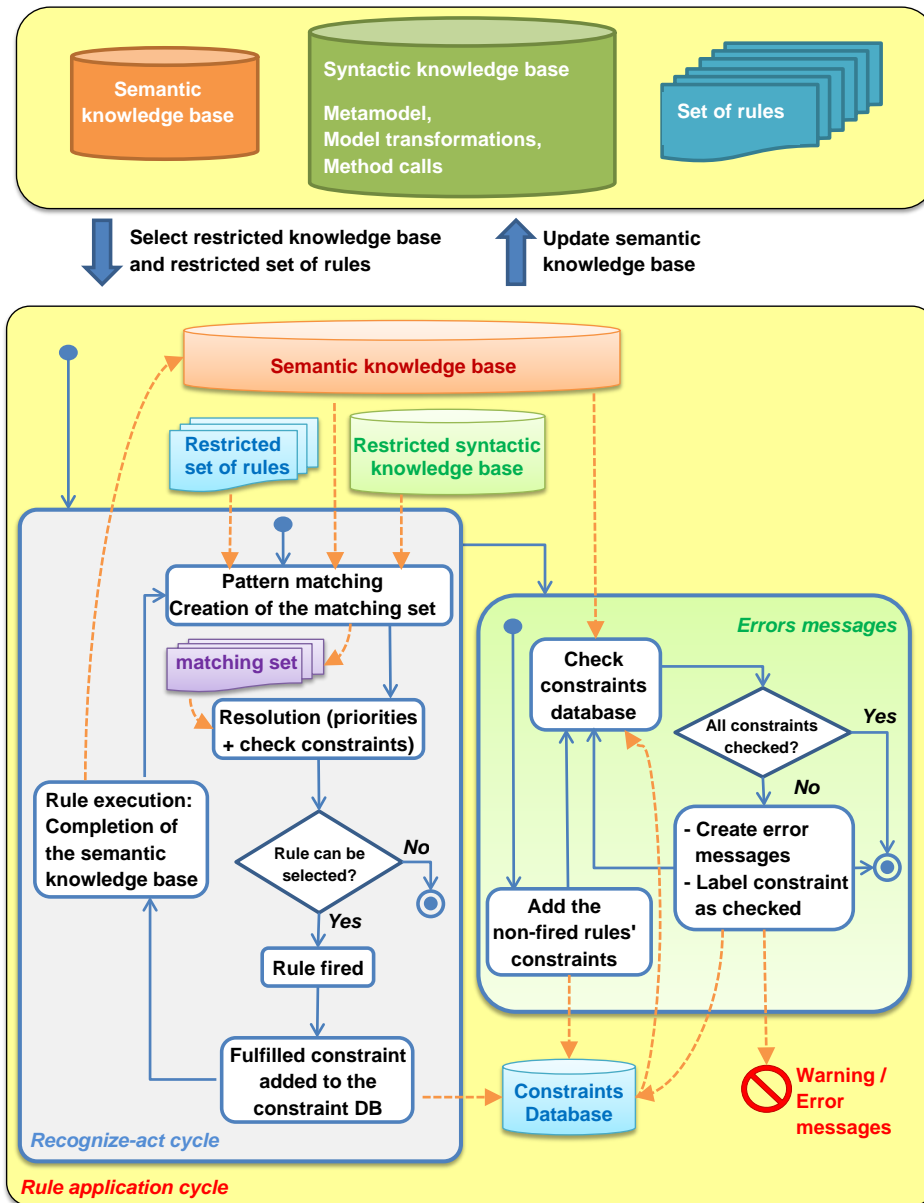 Semantic
knowledge base
Syntactic knowledge base
Metamodel,
Model transformations,
Method calls
Set of rules
Select restricted knowledge base
and restricted set of rules
Update semantic
knowledge base
Semantic knowledge base
Restricted
set of rules
Restricted syntactic
knowledge base
Pattern matching
Creation of the matching set
matching set
Resolution (priorities
+ check constraints)
Rule execution:
Completion of
the semantic
knowledge base
Rule can be
selected?
No
Yes
Rule fired
Fulfilled constraint
added to the
constraint DB
Recognize-act cycle
Errors messages
Check
constraints
database
All constraints
checked?
Yes
No
- Create error
messages
- Label constraint
as checked
Add the
non-fired rules'
constraints
Constraints
Database
Warning /
Error
messages
Rule application cycle